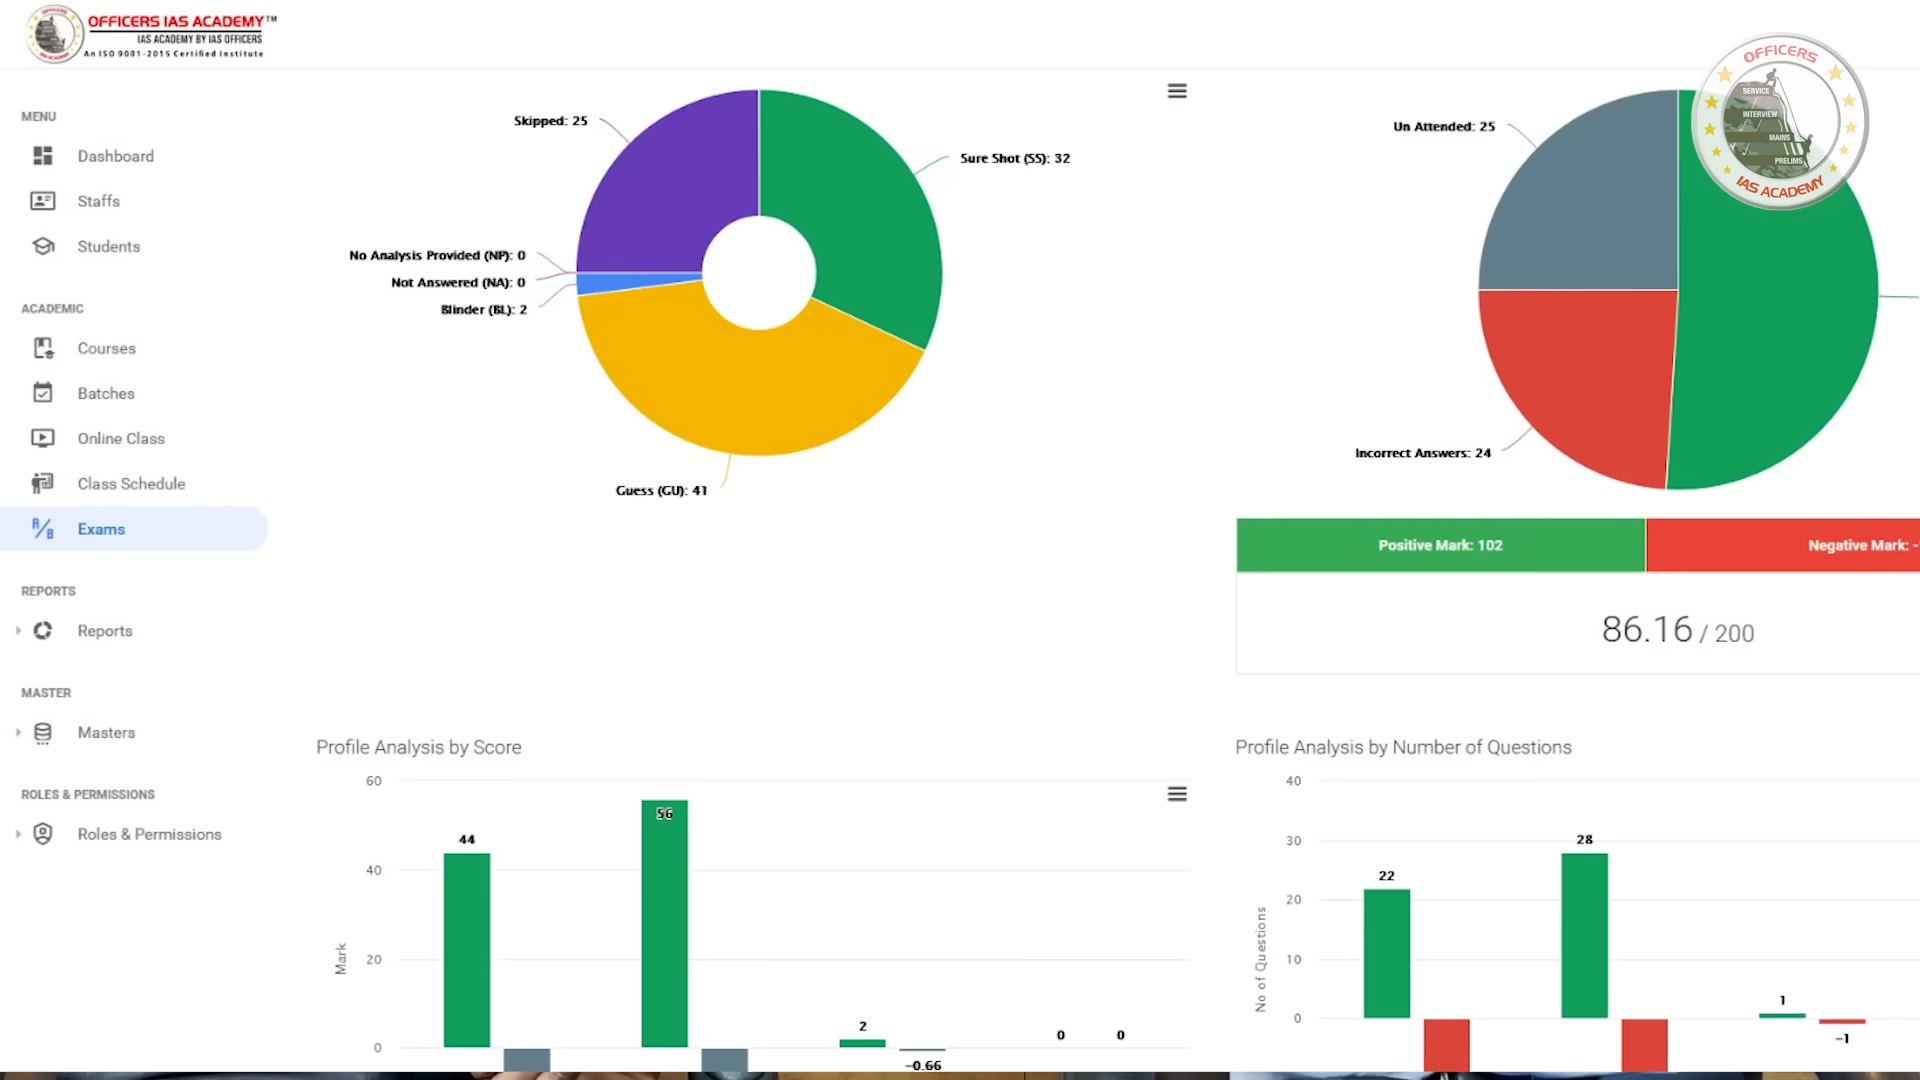 OFFICERS IAS ACADEMY™
IAS ACADEMY BY IAS OFFICERS
An ISO 9001-2015 Certified Institute
MENU
Dashboard
Staffs
Students
ACADEMIC
Courses
Batches
Online Class
Class Schedule
A/B Exams
REPORTS
Reports
MASTER
Masters
ROLES & PERMISSIONS
Roles & Permissions
Skipped: 25
Sure Shot (SS): 32
No Analysis Provided (NP): 0
Not Answered (NA): 0
Blinder (BL): 2
Guess (GU): 41
Un Attended: 25
Incorrect Answers: 24
OFFICERS
SERVICE
INTERVIEW
MAINS
PRELIMS
IAS ACADEMY
Positive Mark: 102
Negative Mark: -
86.16 / 200
Profile Analysis by Score
60
40
20
0
Mark
44
56
2
-0.66
0
0
Profile Analysis by Number of Questions
40
30
20
10
0
No of Questions
22
28
1
-1